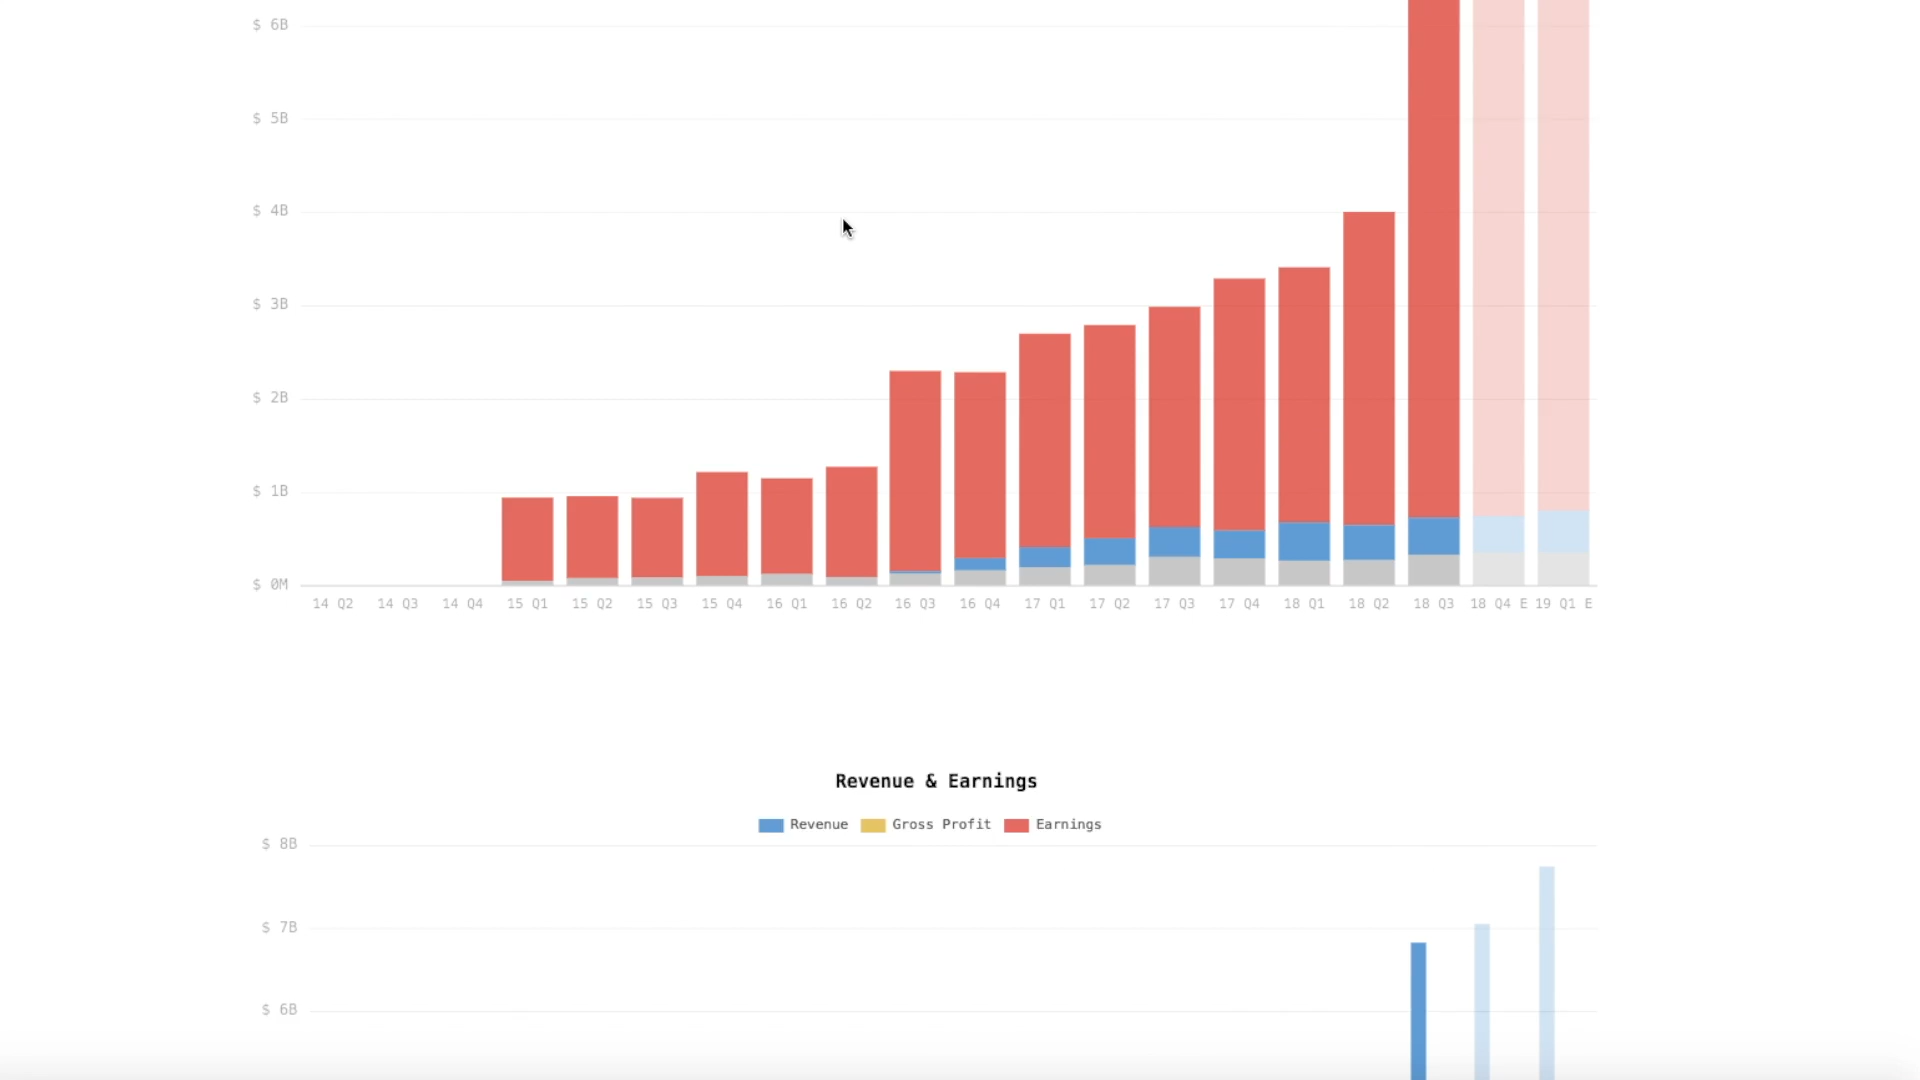 $ 6B
$ 5B
$ 4B
$ 3B
$ 2B
$ 1B
$ 0M
14 Q2 14 Q3 14 Q4 15 Q1 15 Q2 15 Q3 15 Q4 16 Q1 16 Q2 16 Q3 16 Q4 17 Q1 17 Q2 17 Q3 17 Q4 18 Q1 18 Q2 18 Q3 18 Q4 E 19 Q1 E
Revenue & Earnings
Revenue Gross Profit Earnings
$ 8B
$ 7B
$ 6B